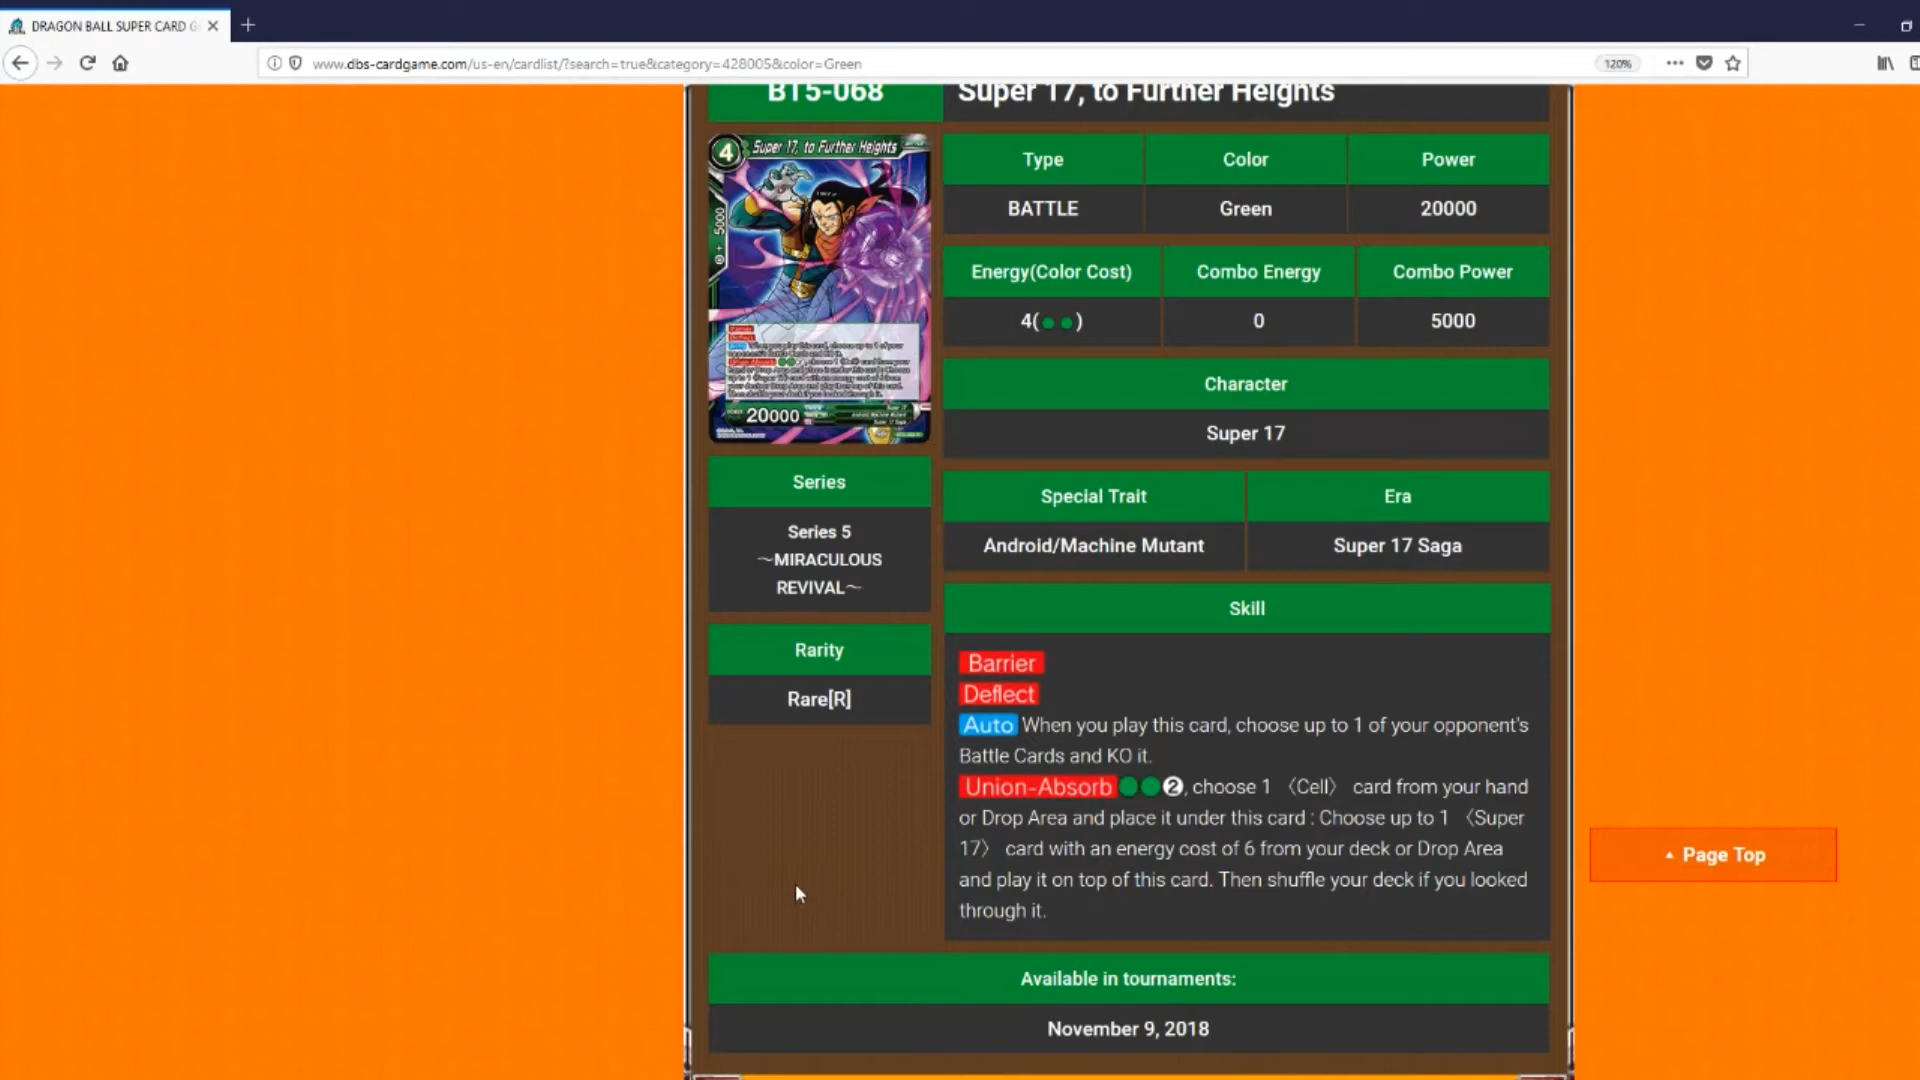 DRAGON BALL SUPER CARD G
www.dbs-cardgame.com/us-en/cardlist/?search=true&category=428005&color=Green
120%
BT5-068
Super 17, to Further Heights
4
Super 17, to Further Heights
5000
20000
Type
Color
Power
BATTLE
Green
20000
Energy(Color Cost)
Combo Energy
Combo Power
4(●●)
0
5000
Character
Super 17
Series
Series 5
～MIRACULOUS
REVIVAL～
Special Trait
Era
Android/Machine Mutant
Super 17 Saga
Rarity
Rare[R]
Skill
Barrier
Deflect
Auto When you play this card, choose up to 1 of your opponent's
Battle Cards and KO it.
Union-Absorb ●●❷, choose 1 〈Cell〉 card from your hand
or Drop Area and place it under this card : Choose up to 1 〈Super
17〉 card with an energy cost of 6 from your deck or Drop Area
and play it on top of this card. Then shuffle your deck if you looked
through it.
Page Top
Available in tournaments:
November 9, 2018